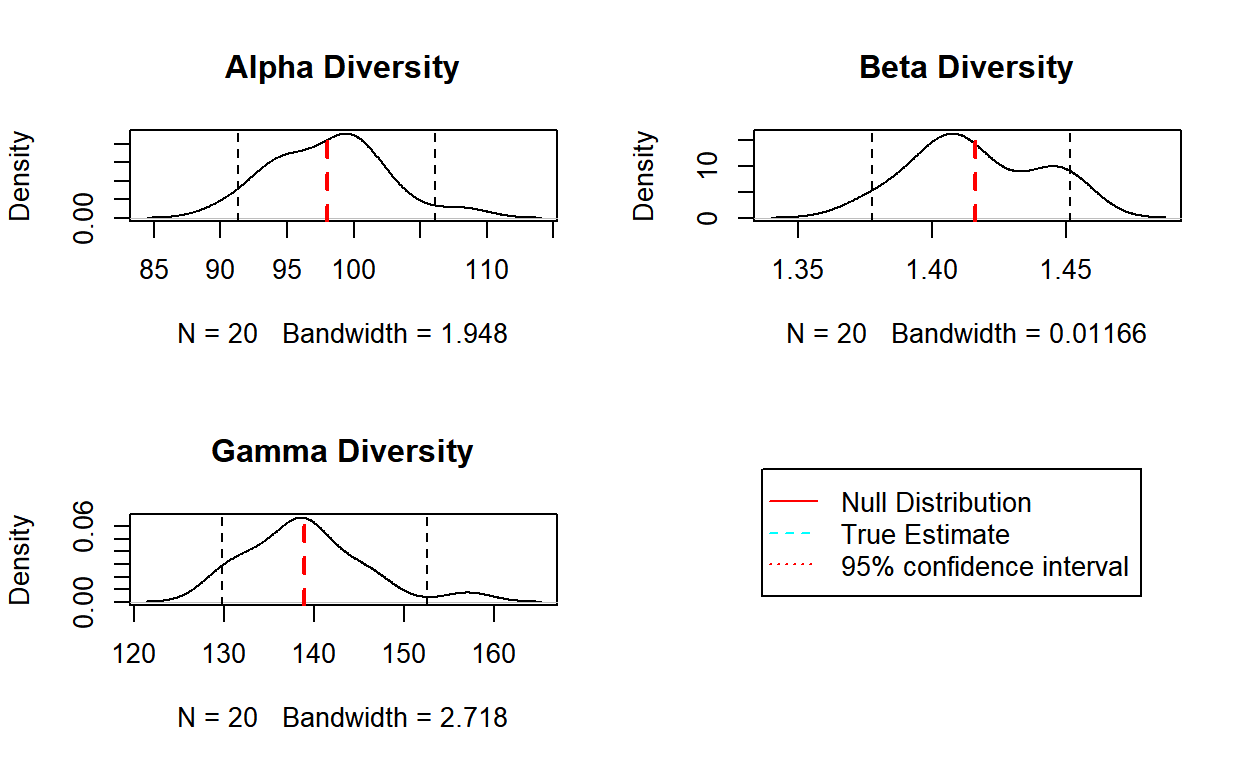 Alpha Diversity
Density
0.00
85 90 95 100 110
N = 20 Bandwidth = 1.948
Beta Diversity
Density
0 10
1.35 1.40 1.45
N = 20 Bandwidth = 0.01166
Gamma Diversity
Density
0.00 0.06
120 130 140 150 160
N = 20 Bandwidth = 2.718
Null Distribution
True Estimate
95% confidence interval